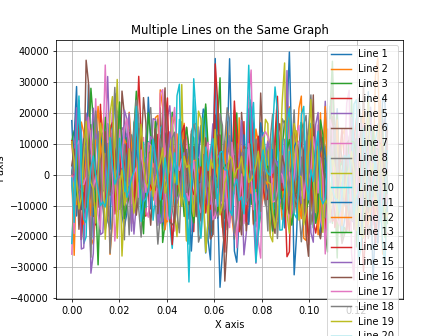 Multiple Lines on the Same Graph
40000
30000
20000
10000
0
−10000
−20000
−30000
−40000
0.00 0.02 0.04 0.06 0.08 0.10
X axis
Line 1
Line 2
Line 3
Line 4
Line 5
Line 6
Line 7
Line 8
Line 9
Line 10
Line 11
Line 12
Line 13
Line 14
Line 15
Line 16
Line 17
Line 18
Line 19
Line 20